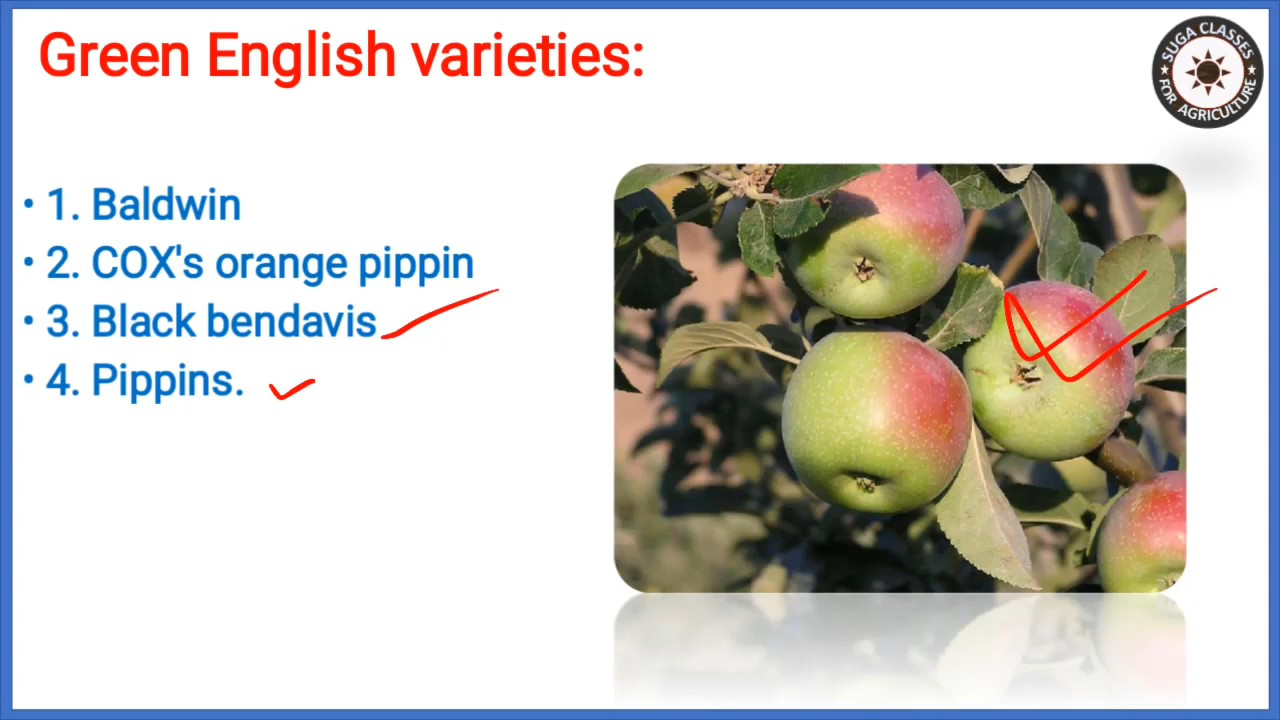 Green English varieties:
SUGA CLASSES
FOR AGRICULTURE
• 1. Baldwin
• 2. COX's orange pippin
• 3. Black bendavis
• 4. Pippins.